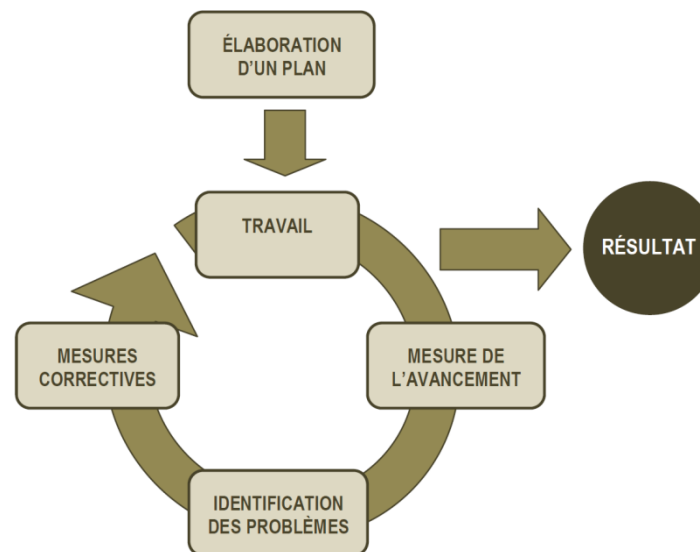 ÉLABORATION
D'UN PLAN
TRAVAIL
RÉSULTAT
MESURES
CORRECTIVES
MESURE DE
L'AVANCEMENT
IDENTIFICATION
DES PROBLÈMES